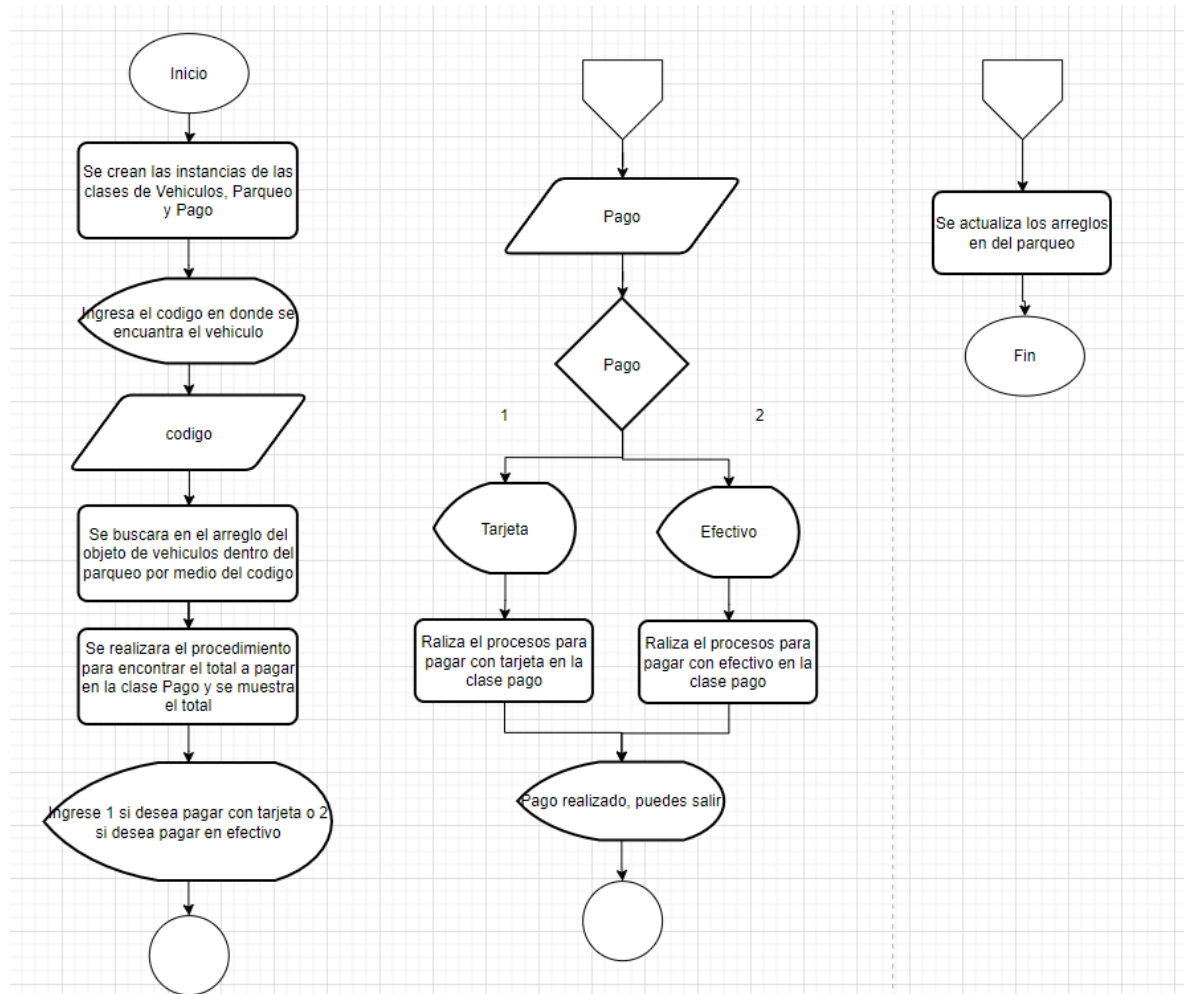 Inicio
Se crean las instancias de las
clases de Vehiculos, Parqueo
y Pago
Ingresa el codigo en donde se
encuantra el vehiculo
codigo
Se buscara en el arreglo del
objeto de vehiculos dentro del
parqueo por medio del codigo
Se realizara el procedimiento
para encontrar el total a pagar
en la clase Pago y se muestra
el total
Ingrese 1 si desea pagar con tarjeta o 2
si desea pagar en efectivo
Pago
Pago
1
2
Tarjeta
Efectivo
Raliza el procesos para
pagar con tarjeta en la
clase pago
Raliza el procesos para
pagar con efectivo en la
clase pago
Pago realizado, puedes salir
Se actualiza los arreglos
en del parqueo
Fin